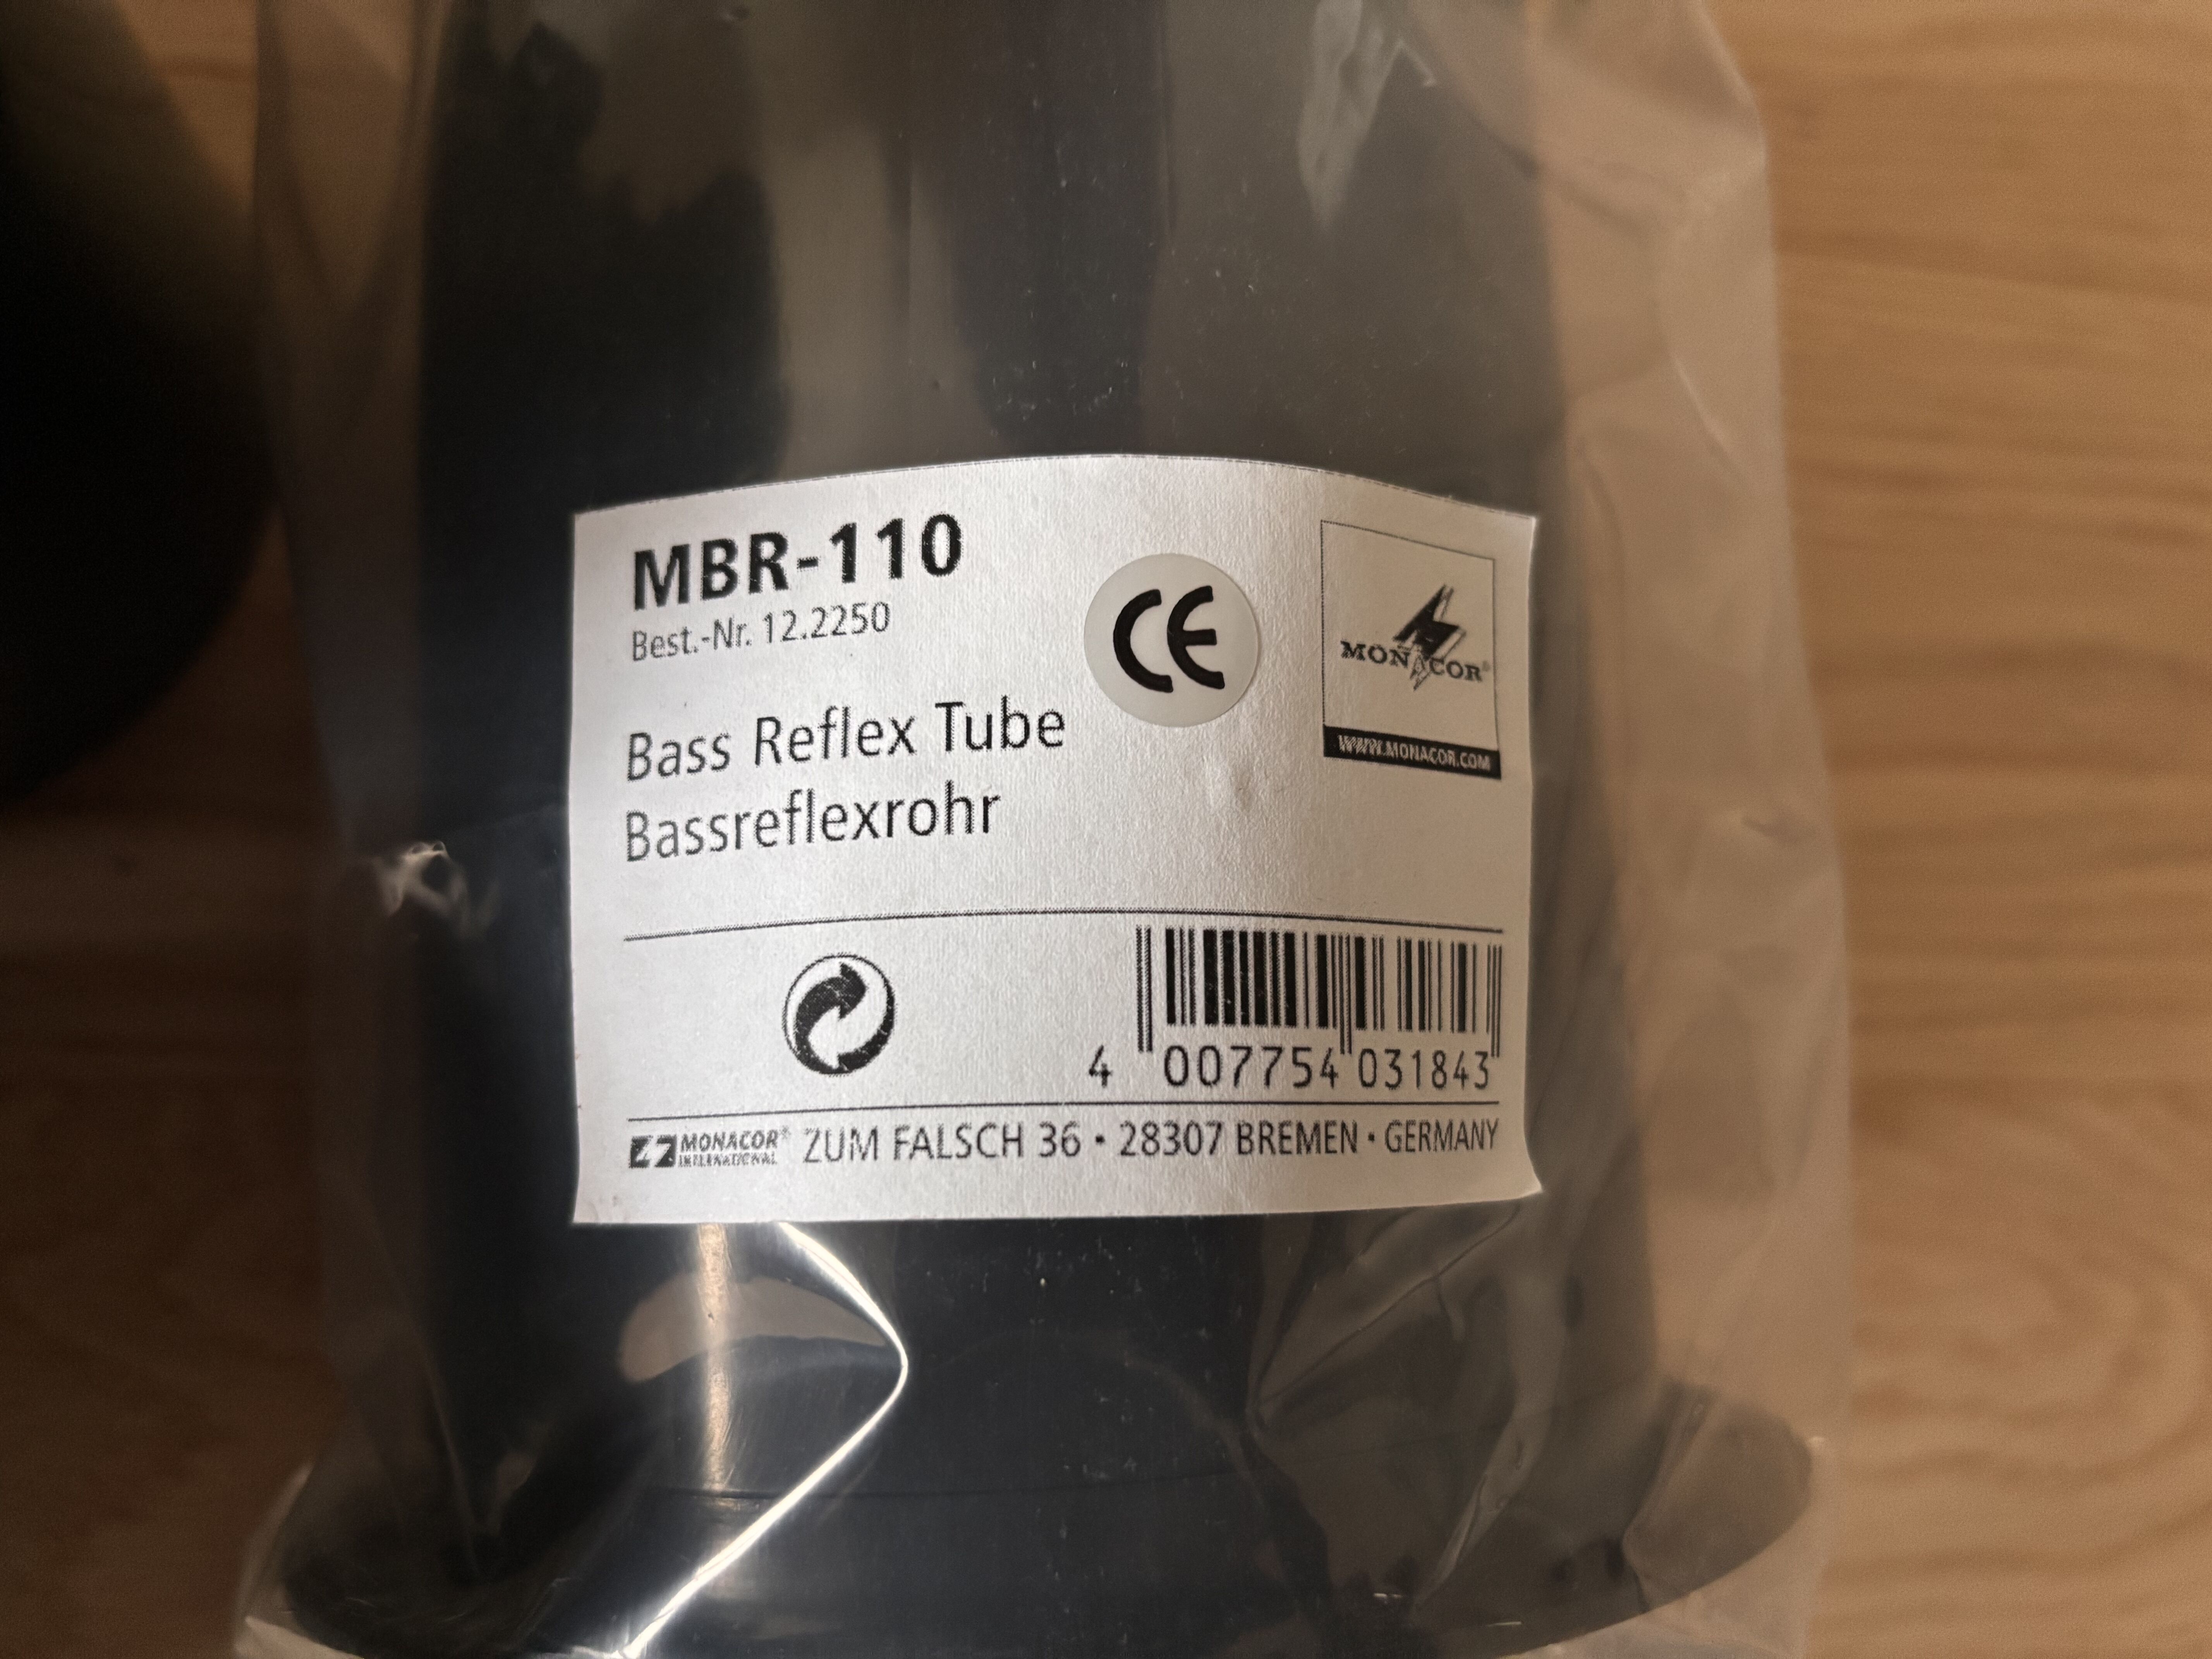 MBR-110
Best.-Nr. 12.2250
CE
MONACOR®
WWW.MONACOR.COM
Bass Reflex Tube
Bassreflexrohr
4 007754 031843
MONACOR® INTERNATIONAL ZUM FALSCH 36 • 28307 BREMEN • GERMANY